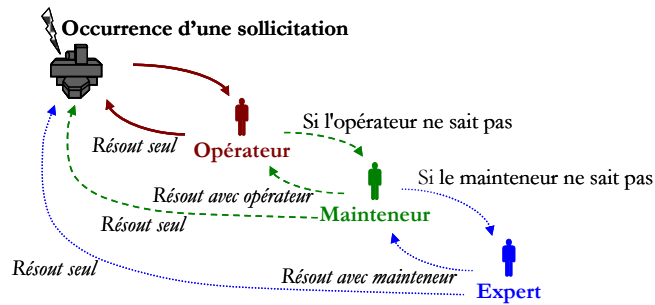 Occurrence d'une sollicitation
Si l'opérateur ne sait pas
Résout seul
Opérateur
Si le mainteneur ne sait pas
Résout avec opérateur
Mainteneur
Résout seul
Résout seul
Résout avec mainteneur
Expert